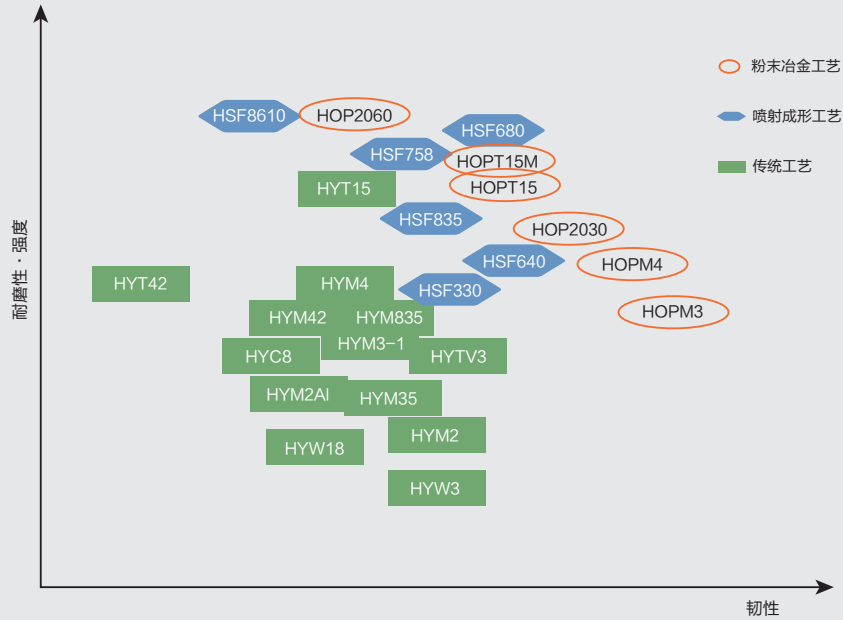 粉末冶金工艺
HSF8610
HOP2060
喷射成形工艺
HSF680
HSF758
HOPT15M
传统工艺
HYT15
HOPT15
HSF835
HOP2030
HSF640
HOPM4
耐磨性·强度
HYT42
HYM4
HSF330
HOPM3
HYM42
HYM835
HYM3-1
HYC8
HYTV3
HYM2Al
HYM35
HYM2
HYW18
HYW3
韧性